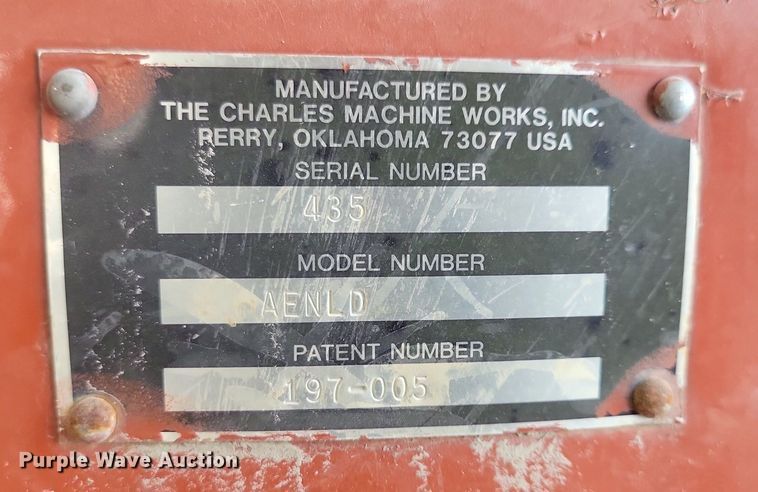 MANUFACTURED BY
THE CHARLES MACHINE WORKS, INC.
PERRY, OKLAHOMA 73077 USA
SERIAL NUMBER
435
MODEL NUMBER
AENLD
PATENT NUMBER
197-005
Purple Wave Auction